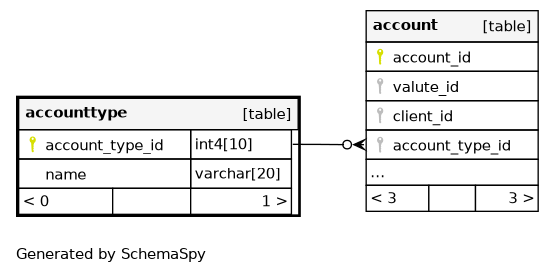 accounttype [table]
account_type_id int4[10]
name varchar[20]
< 0 1 >
account [table]
account_id
valute_id
client_id
account_type_id
...
< 3 3 >
Generated by SchemaSpy